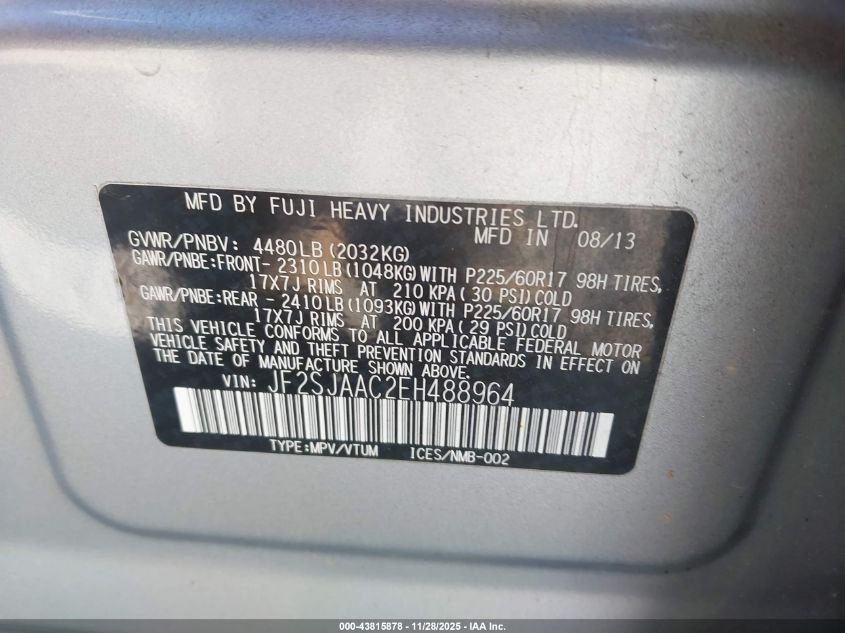 MFD BY FUJI HEAVY INDUSTRIES LTD.
MFD IN 08/13
GVWR/PNBV: 4480LB (2032KG)
GAWR/PNBE:FRONT- 2310LB (1048KG) WITH P225/60R17 98H TIRES,
17X7J RIMS AT 210 KPA ( 30 PSI) COLD
GAWR/PNBE:REAR - 2410LB (1093KG) WITH P225/60R17 98H TIRES,
17X7J RIMS AT 200 KPA ( 29 PSI) COLD
THIS VEHICLE CONFORMS TO ALL APPLICABLE FEDERAL MOTOR
VEHICLE SAFETY AND THEFT PREVENTION STANDARDS IN EFFECT ON
THE DATE OF MANUFACTURE SHOWN ABOVE.
VIN: JF2SJAAC2EH488964
TYPE:MPV/VTUM ICES/NMB-002
000-43815878 - 11/28/2025 - IAA Inc.